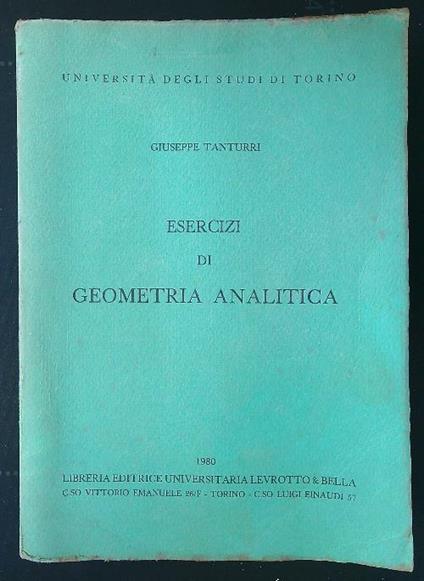 UNIVERSITÀ DEGLI STUDI DI TORINO
GIUSEPPE TANTURRI
ESERCIZI
DI
GEOMETRIA ANALITICA
1980
LIBRERIA EDITRICE UNIVERSITARIA LEVROTTO & BELLA
C.SO VITTORIO EMANUELE 26/F - TORINO - C.SO LUIGI EINAUDI 57